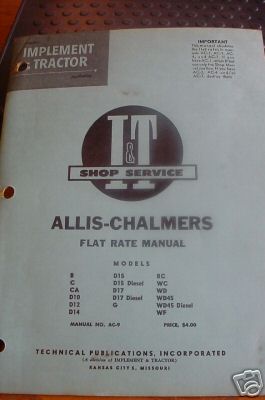 IMPLEMENT
& TRACTOR
IMPORTANT
This manual
I&T
SHOP SERVICE
ALLIS-CHALMERS
FLAT RATE MANUAL
MODELS
B D15 RC
C D15 Diesel WC
CA D17 WD
D10 D17 Diesel WD45
D12 G WD45 Diesel
D14 WF
MANUAL NO. AC-9 PRICE, $4.00
TECHNICAL PUBLICATIONS, INCORPORATED
(A division of IMPLEMENT & TRACTOR)
KANSAS CITY 5, MISSOURI